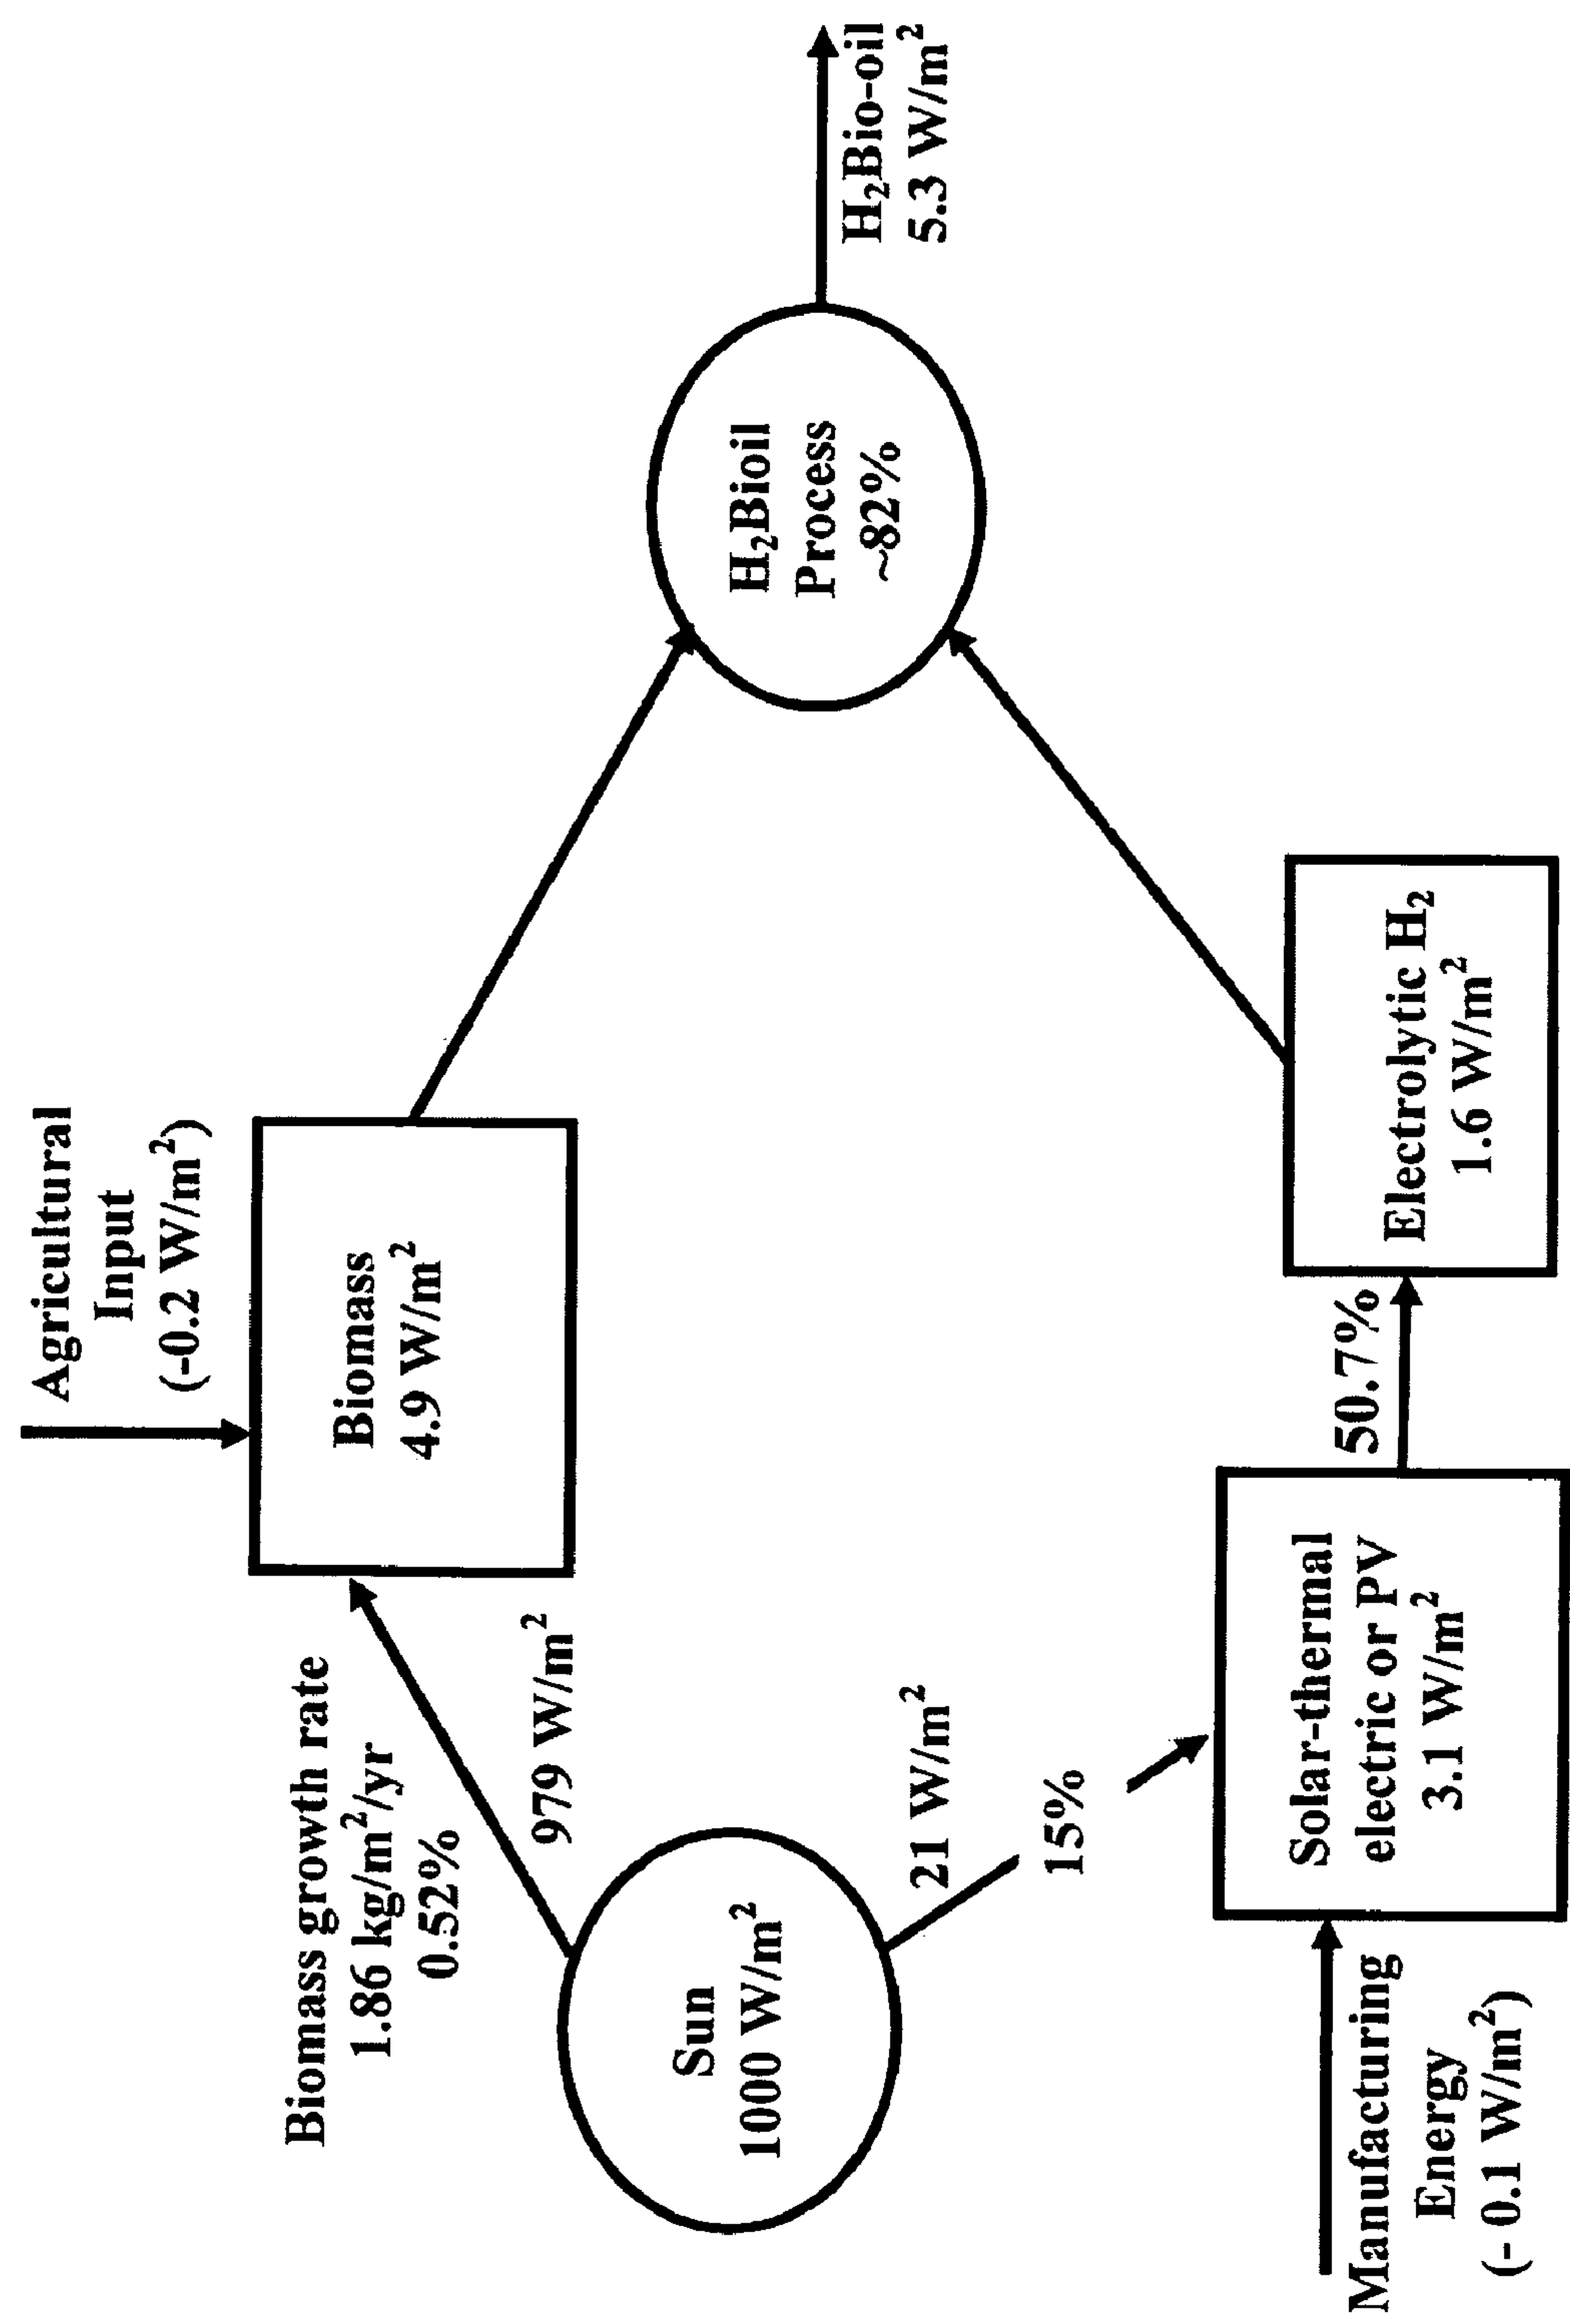 Agricultural
Input
(-0.2 W/m²)
Biomass growth rate
1.86 kg/m²/yr
0.52%
Biomass
4.9 W/m²
979 W/m²
Sun
1000 W/m²
H₂Bioil
Process
~82%
H₂Bio-oil
5.3 W/m²
21 W/m²
15%
Solar-thermal
electric or PV
3.1 W/m²
50.7%
Electrolytic H₂
1.6 W/m²
Manufacturing
Energy
(- 0.1 W/m²)